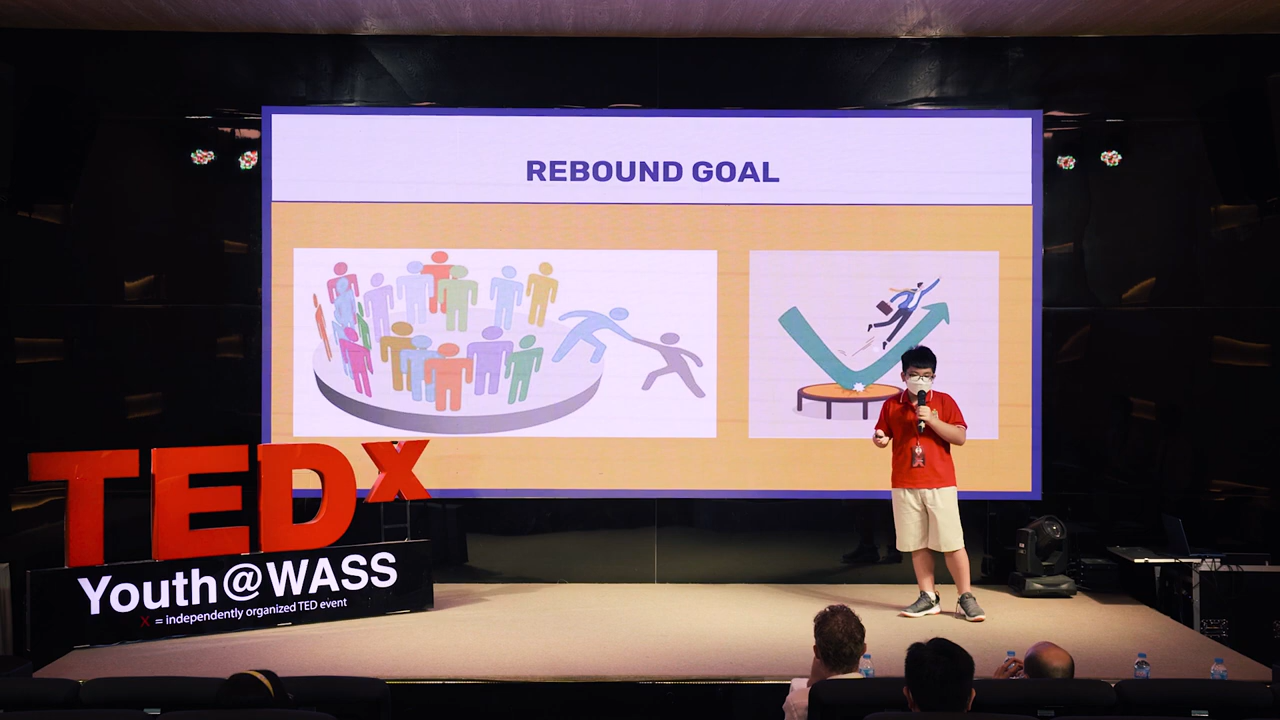 REBOUND GOAL
TEDx
Youth@WASS
X = independently organized TED event